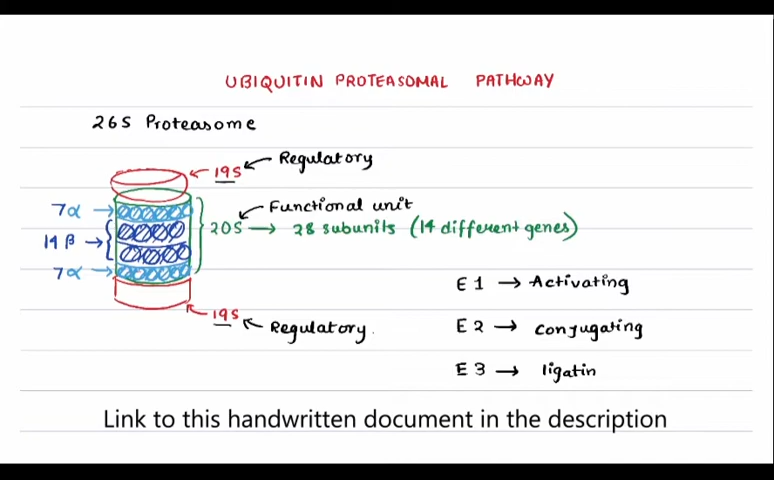 UBIQUITIN PROTEASOMAL PATHWAY
26S Proteasome
19S Regulatory
7α
Functional unit
20S → 28 subunits (14 different genes)
14 β
7α
19S
Regulatory.
E1 → Activating
E2 → conjugating
E3 → ligatin
Link to this handwritten document in the description